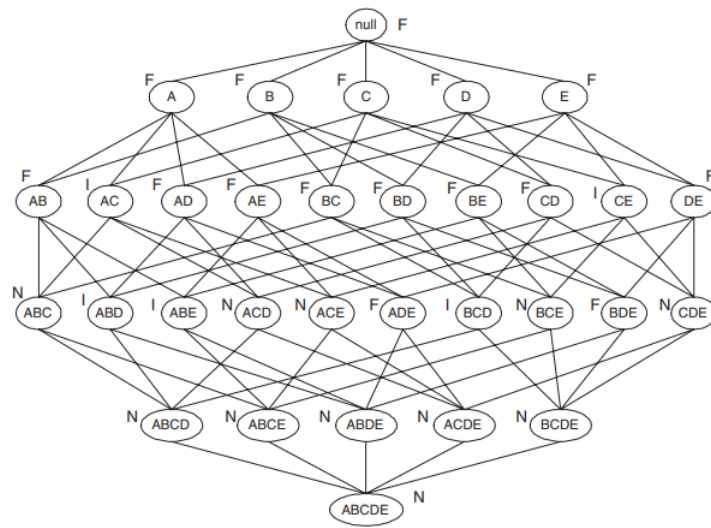 null F
F F F F F
A B C D E
F I F F F F F F I F
AB AC AD AE BC BD BE CD CE DE
N I I N N F I N F N
ABC ABD ABE ACD ACE ADE BCD BCE BDE CDE
N N N N N
ABCD ABCE ABDE ACDE BCDE
N
ABCDE